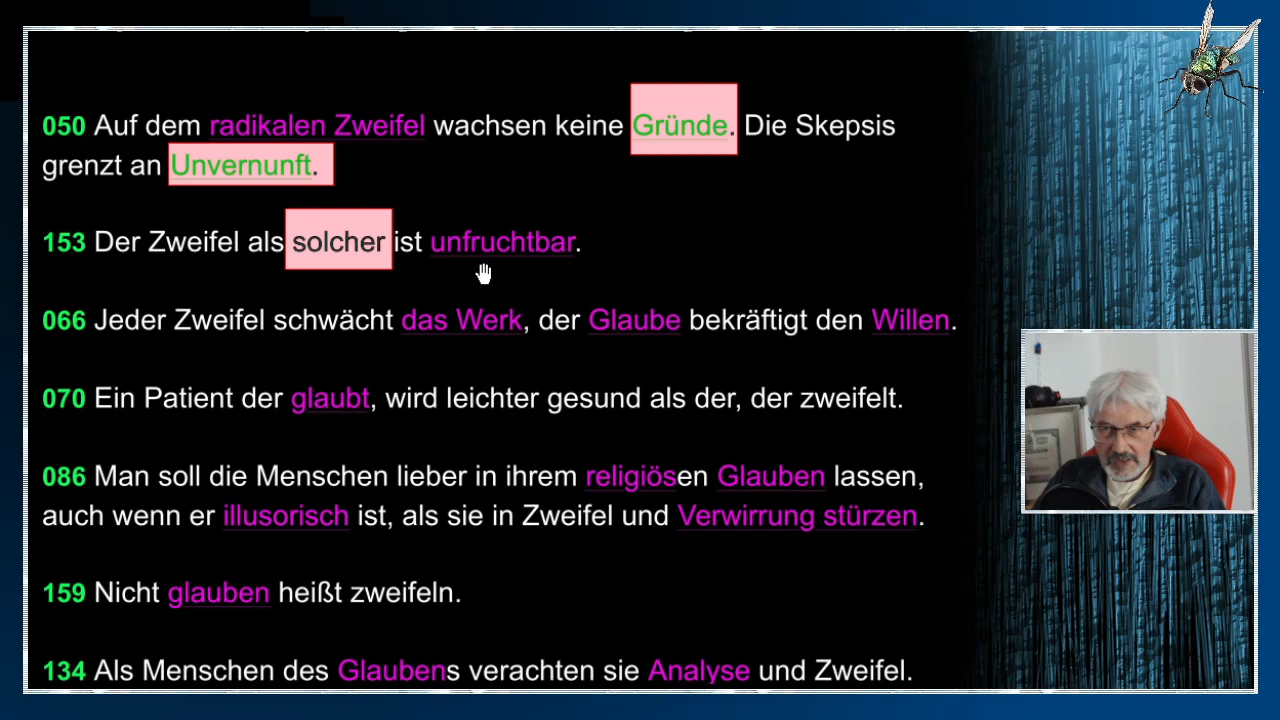 050 Auf dem radikalen Zweifel wachsen keine Gründe. Die Skepsis
grenzt an Unvernunft.
153 Der Zweifel als solcher ist unfruchtbar.
066 Jeder Zweifel schwächt das Werk, der Glaube bekräftigt den Willen.
070 Ein Patient der glaubt, wird leichter gesund als der, der zweifelt.
086 Man soll die Menschen lieber in ihrem religiösen Glauben lassen,
auch wenn er illusorisch ist, als sie in Zweifel und Verwirrung stürzen.
159 Nicht glauben heißt zweifeln.
134 Als Menschen des Glaubens verachten sie Analyse und Zweifel.